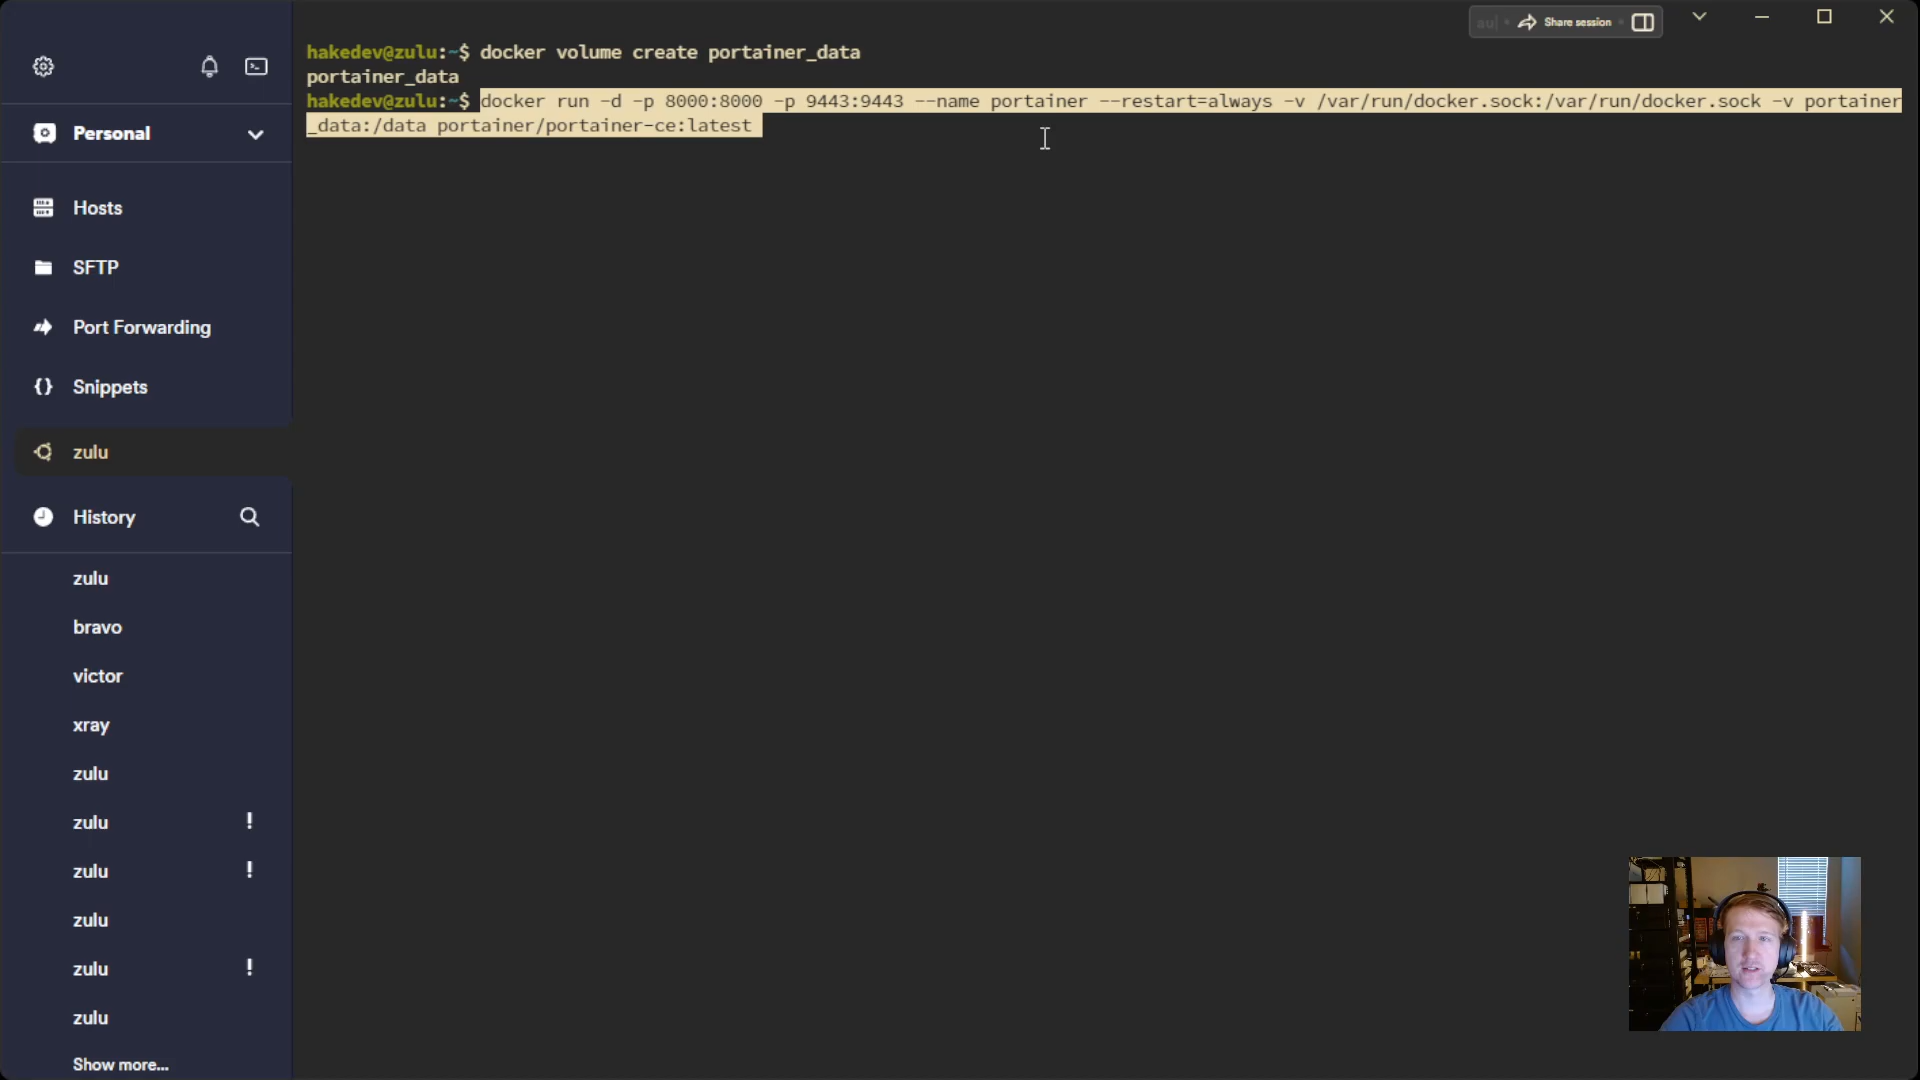 Share session
hakedev@zulu:~$ docker volume create portainer_data
portainer_data
hakedev@zulu:~$ docker run -d -p 8000:8000 -p 9443:9443 --name portainer --restart=always -v /var/run/docker.sock:/var/run/docker.sock -v portainer
_data:/data portainer/portainer-ce:latest
Personal
Hosts
SFTP
Port Forwarding
Snippets
zulu
History
zulu
bravo
victor
xray
zulu
zulu !
zulu !
zulu
zulu !
zulu
Show more...